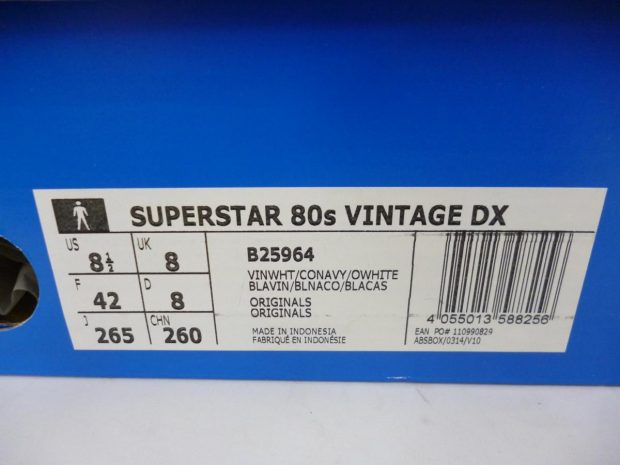 SUPERSTAR 80s VINTAGE DX
US 8½ UK 8
F 42 D 8
J 265 CHN 260
B25964
VINWHT/CONAVY/OWHITE
BLAVIN/BLNACO/BLACAS
ORIGINALS
ORIGINALS
MADE IN INDONESIA
FABRIQUÉ EN INDONÉSIE
4 055013 588256
EAN PO# 110990829
ABSBOX/0314/V10